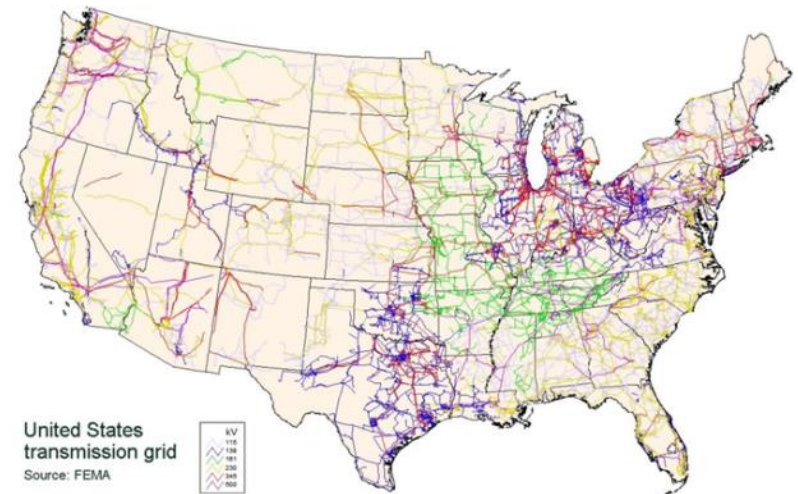 United States
transmission grid
Source: FEMA
kV
115
138
161
230
345
500